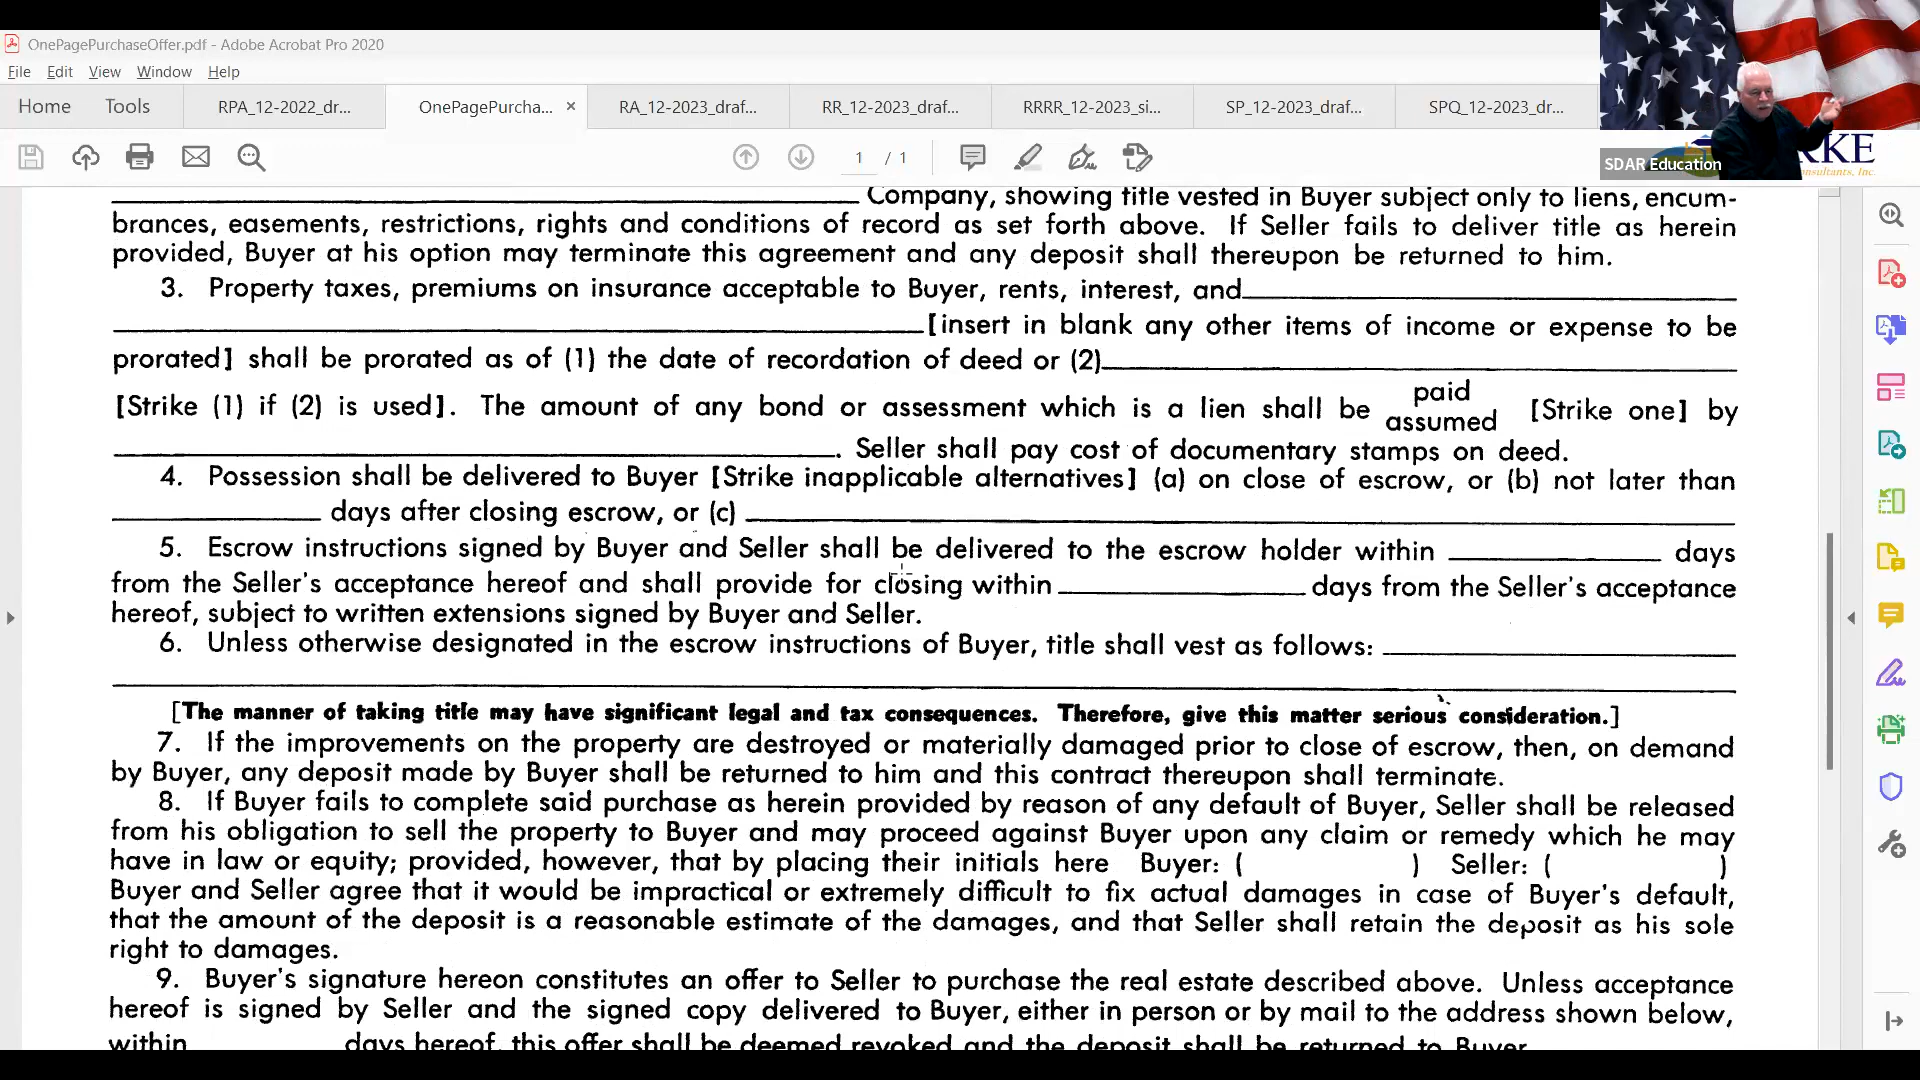 OnePagePurchaseOffer.pdf - Adobe Acrobat Pro 2020
File Edit View Window Help
Home Tools RPA_12-2022_dr... OnePagePurcha... × RA_12-2023_draf... RR_12-2023_draf... RRRR_12-2023_si... SP_12-2023_draf... SPQ_12-2023_dr...
1 / 1
RKE
onsultants, Inc.
SDAR Education
Company, showing title vested in Buyer subject only to liens, encum-
brances, easements, restrictions, rights and conditions of record as set forth above. If Seller fails to deliver title as herein
provided, Buyer at his option may terminate this agreement and any deposit shall thereupon be returned to him.
3. Property taxes, premiums on insurance acceptable to Buyer, rents, interest, and
[insert in blank any other items of income or expense to be
prorated] shall be prorated as of (1) the date of recordation of deed or (2)
[Strike (1) if (2) is used]. The amount of any bond or assessment which is a lien shall be paid assumed [Strike one] by
. Seller shall pay cost of documentary stamps on deed.
4. Possession shall be delivered to Buyer [Strike inapplicable alternatives] (a) on close of escrow, or (b) not later than
days after closing escrow, or (c)
5. Escrow instructions signed by Buyer and Seller shall be delivered to the escrow holder within days
from the Seller's acceptance hereof and shall provide for closing within days from the Seller's acceptance
hereof, subject to written extensions signed by Buyer and Seller.
6. Unless otherwise designated in the escrow instructions of Buyer, title shall vest as follows:
[The manner of taking title may have significant legal and tax consequences. Therefore, give this matter serious consideration.]
7. If the improvements on the property are destroyed or materially damaged prior to close of escrow, then, on demand
by Buyer, any deposit made by Buyer shall be returned to him and this contract thereupon shall terminate.
8. If Buyer fails to complete said purchase as herein provided by reason of any default of Buyer, Seller shall be released
from his obligation to sell the property to Buyer and may proceed against Buyer upon any claim or remedy which he may
have in law or equity; provided, however, that by placing their initials here Buyer: ( ) Seller: ( )
Buyer and Seller agree that it would be impractical or extremely difficult to fix actual damages in case of Buyer's default,
that the amount of the deposit is a reasonable estimate of the damages, and that Seller shall retain the deposit as his sole
right to damages.
9. Buyer's signature hereon constitutes an offer to Seller to purchase the real estate described above. Unless acceptance
hereof is signed by Seller and the signed copy delivered to Buyer, either in person or by mail to the address shown below,
within days hereof, this offer shall be deemed revoked and the deposit shall be returned to Buyer.